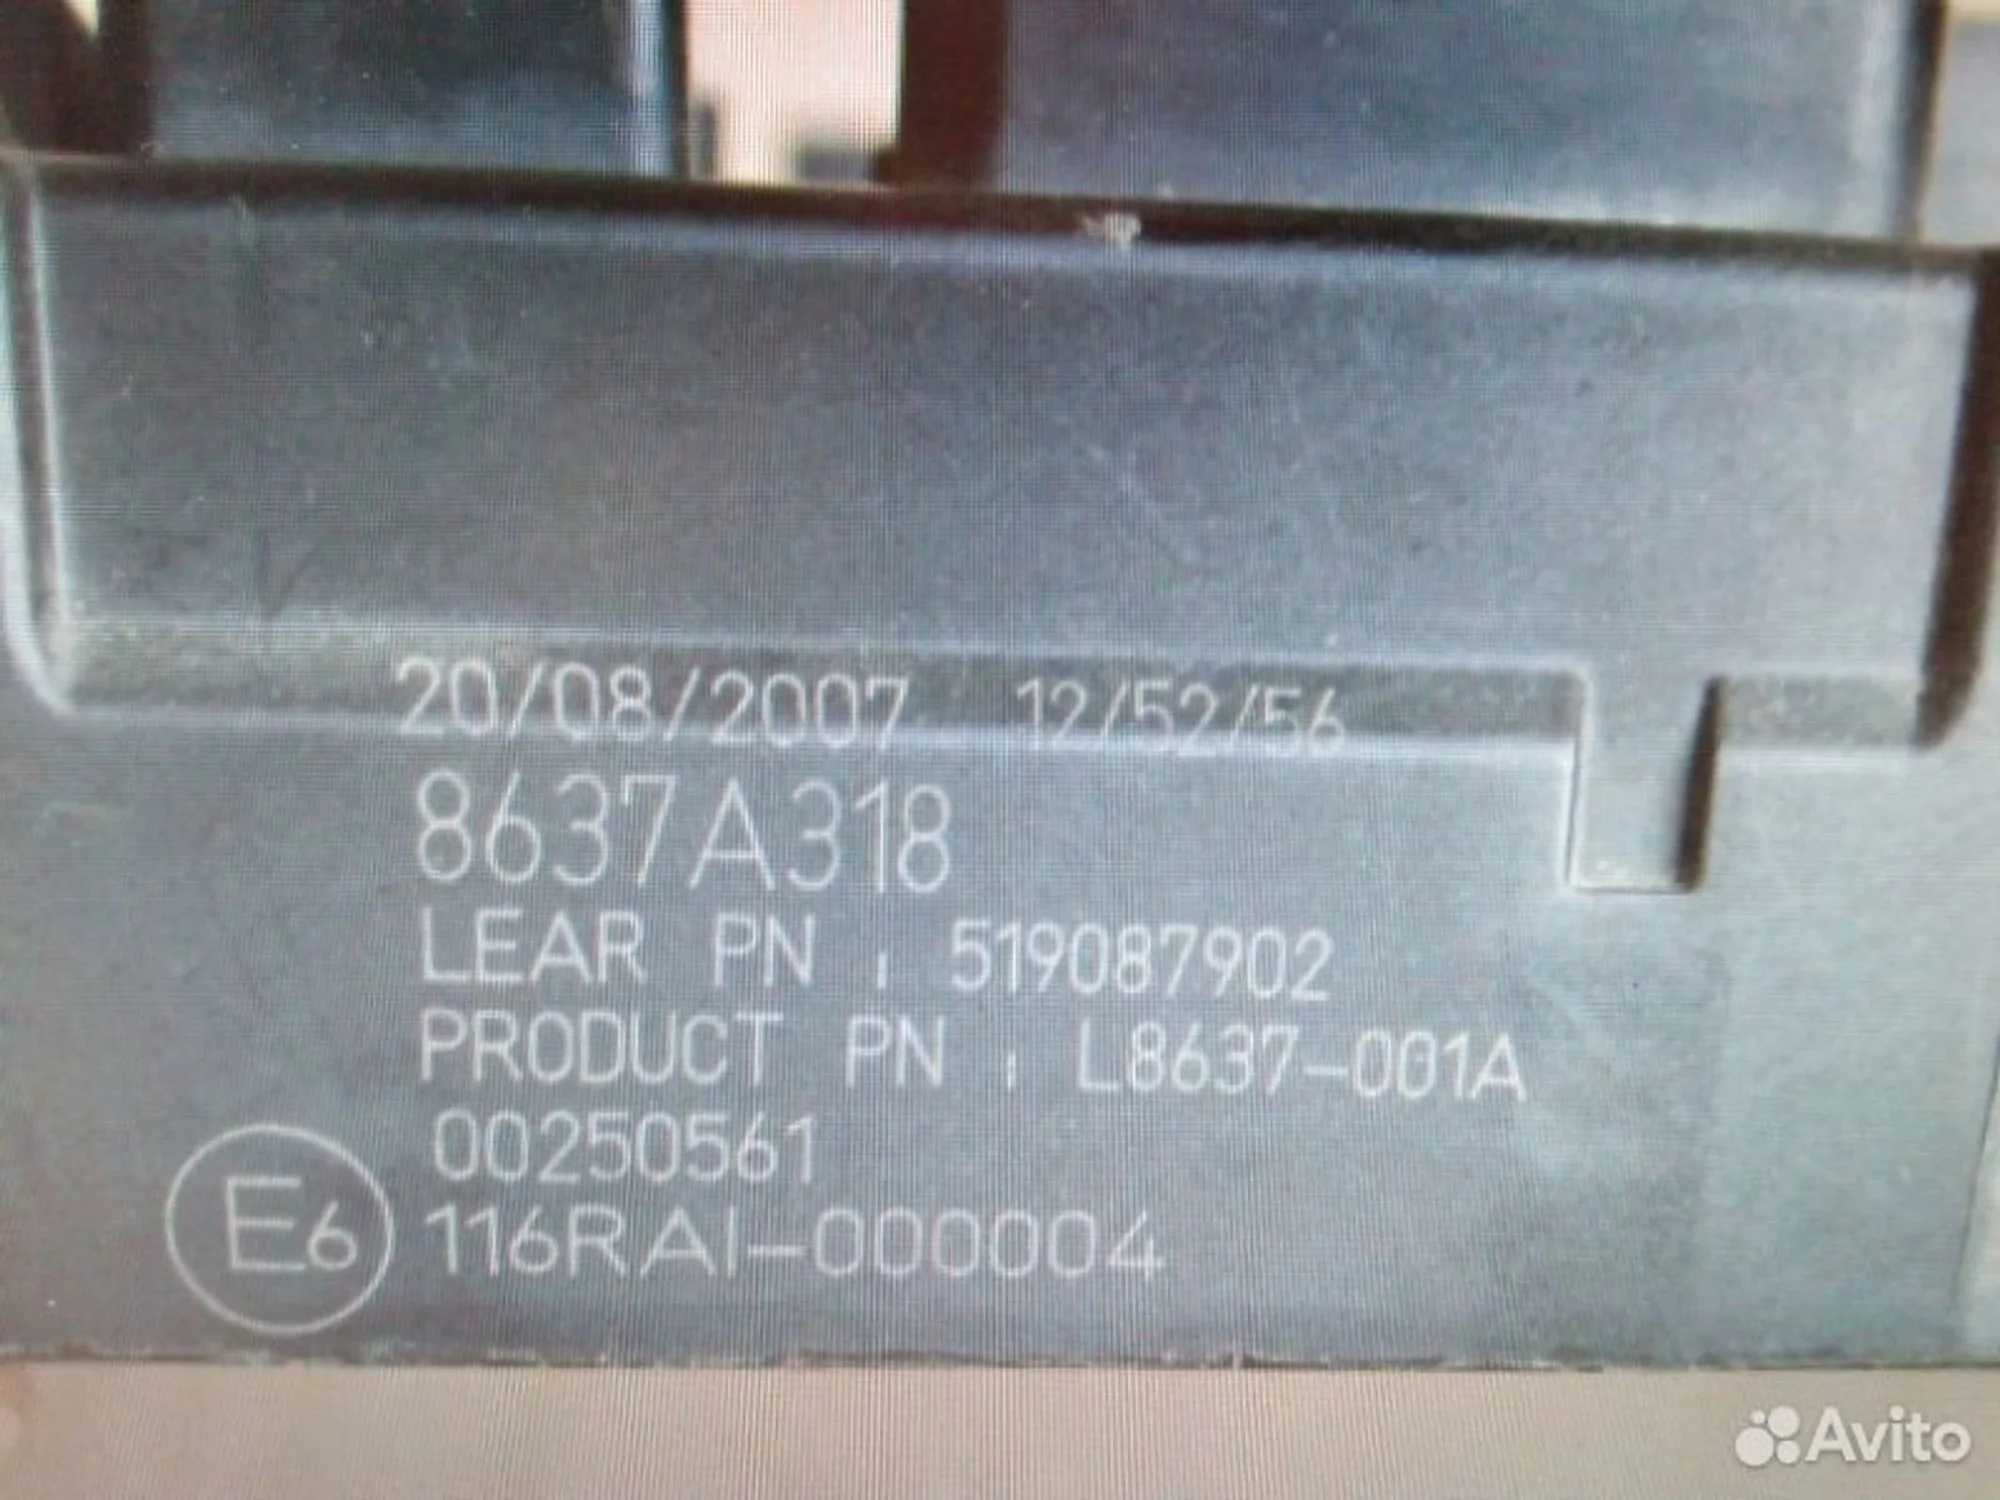 20/08/2007 12/52/56
8637A318
LEAR PN : 519087902
PRODUCT PN : L8637-001A
00250561
E6 116RAI-000004
Avito